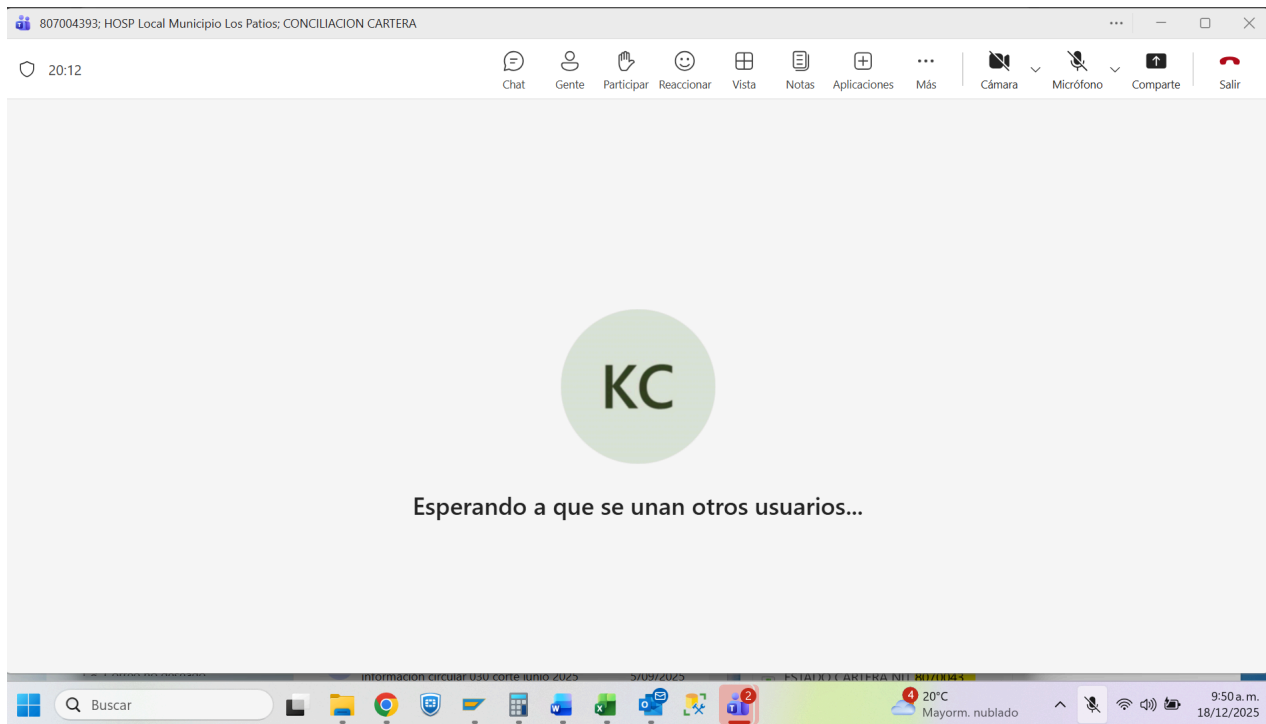 807004393; HOSP Local Municipio Los Patios; CONCILIACION CARTERA
20:12
Chat Gente Participar Reaccionar Vista Notas Aplicaciones Más Cámara Micrófono Comparte Salir
KC
Esperando a que se unan otros usuarios...
Información circular 030 corte junio 2025 5/09/2025 ESTADO CARTERA NIT 8070043
Buscar
2
4 20°C
Mayorm. nublado
9:50 a. m.
18/12/2025